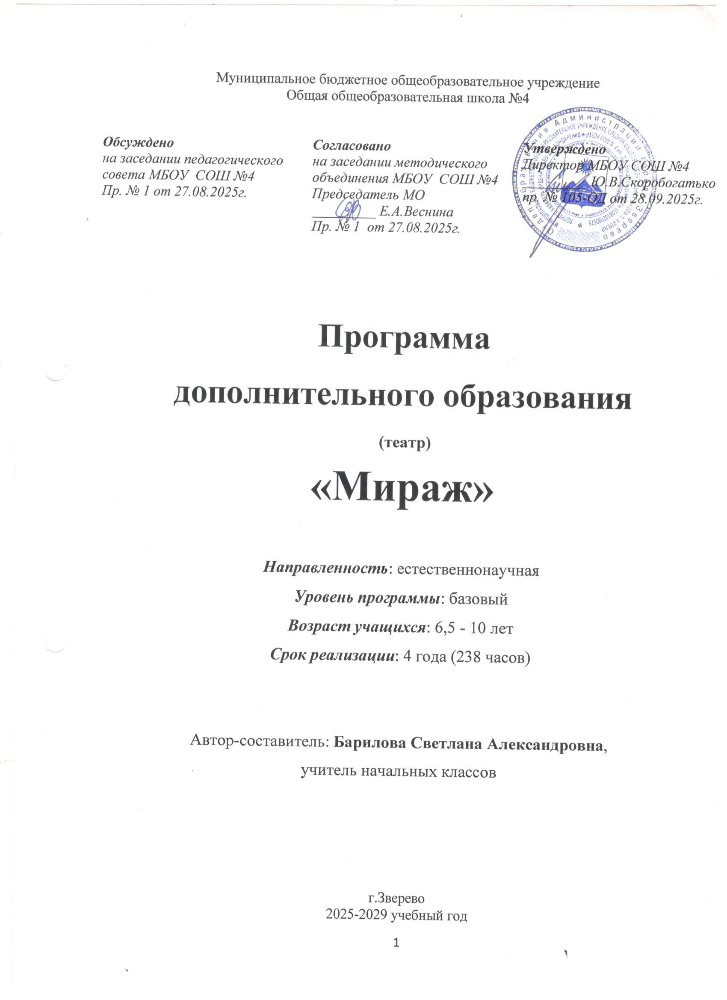 Муниципальное бюджетное общеобразовательное учреждение
Общая общеобразовательная школа №4
Обсуждено
на заседании педагогического
совета МБОУ СОШ №4
Пр. № 1 от 27.08.2025г.
Согласовано
на заседании методического
объединения МБОУ СОШ №4
Председатель МО
__________ Е.А.Веснина
Пр. № 1 от 27.08.2025г.
Утверждено
Директор МБОУ СОШ №4
__________ Ю.В.Скоробогатько
пр. № 105-ОД от 28.09.2025г.
Программа
дополнительного образования
(театр)
«Мираж»
Направленность: естественнонаучная
Уровень программы: базовый
Возраст учащихся: 6,5 - 10 лет
Срок реализации: 4 года (238 часов)
Автор-составитель: Барилова Светлана Александровна,
учитель начальных классов
г.Зверево
2025-2029 учебный год
1